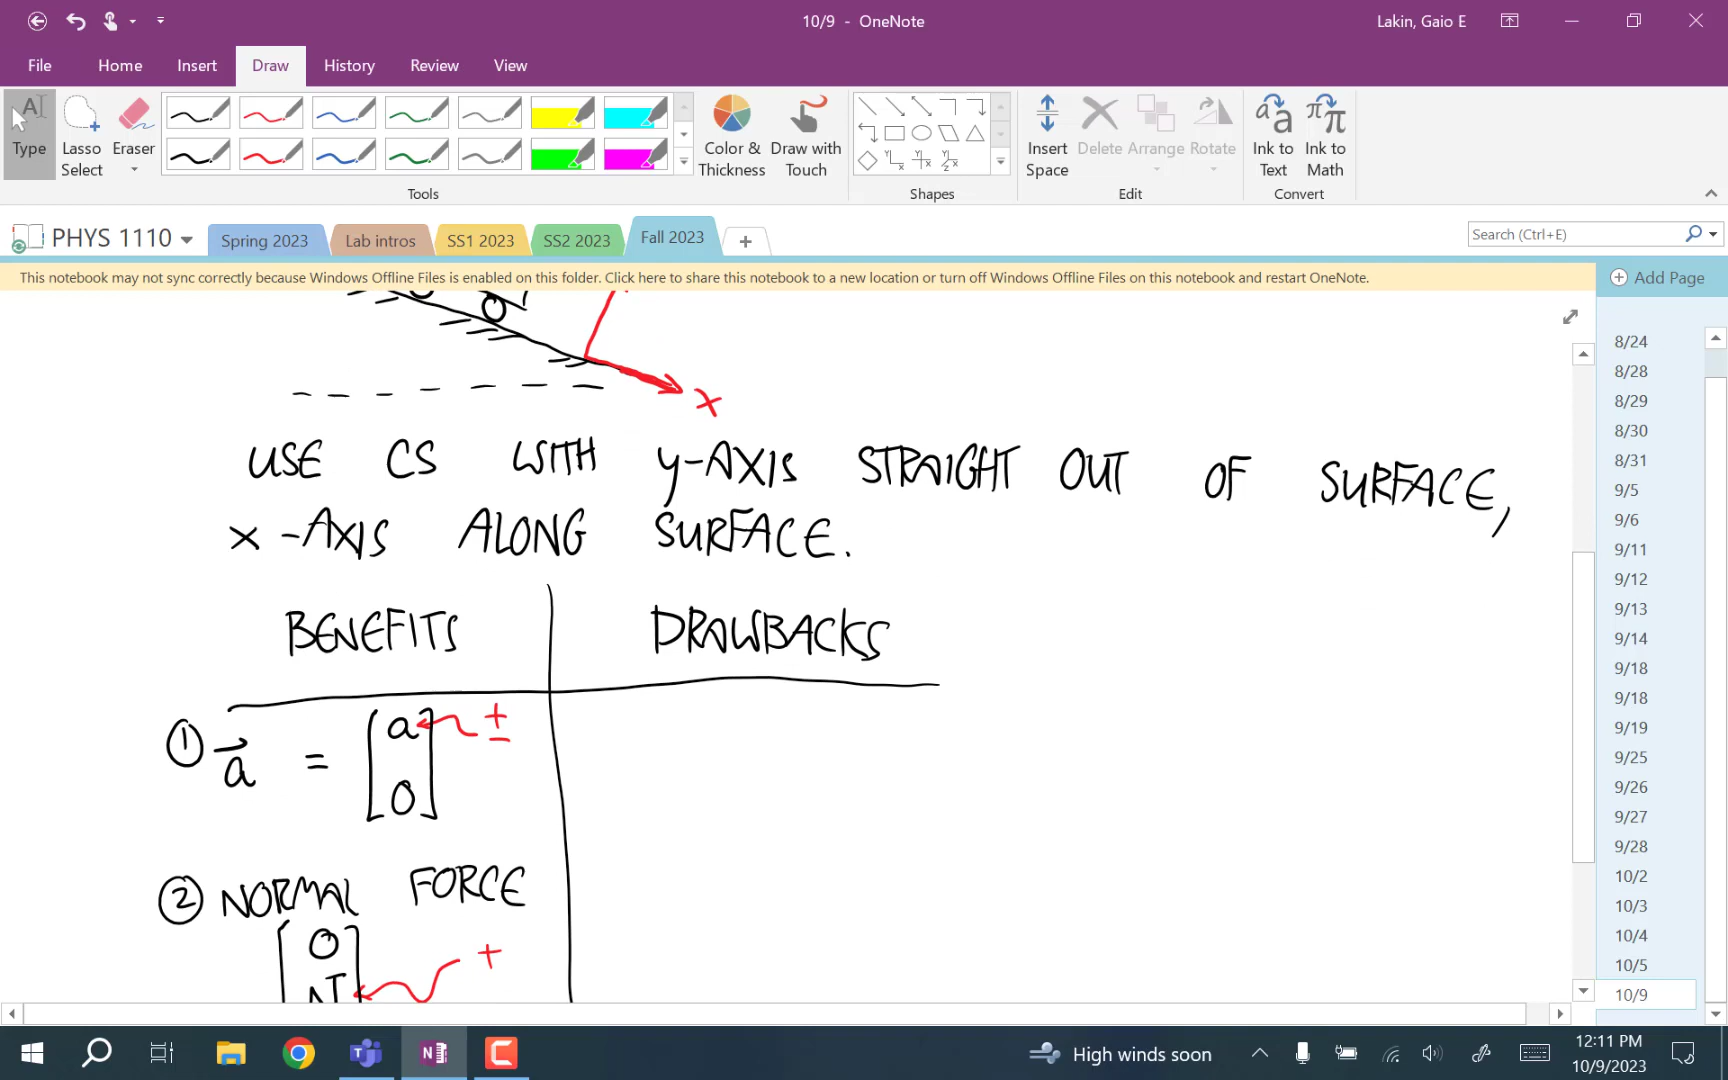 10/9 - OneNote
Lakin, Gaio E
File Home Insert Draw History Review View
Type
Lasso Select
Eraser
Color & Thickness
Draw with Touch
Insert Space
Delete
Arrange
Rotate
Ink to Text
Ink to Math
Tools
Shapes
Edit
Convert
PHYS 1110
Spring 2023
Lab intros
SS1 2023
SS2 2023
Fall 2023
Search (Ctrl+E)
This notebook may not sync correctly because Windows Offline Files is enabled on this folder. Click here to share this notebook to a new location or turn off Windows Offline Files on this notebook and restart OneNote.
Add Page
x
USE CS WITH y-AXIS STRAIGHT OUT OF SURFACE,
x-AXIS ALONG SURFACE.
BENEFITS DRAWBACKS
① a⃗ = [a 0] ±
② NORMAL FORCE
[0 N +
8/24
8/28
8/29
8/30
8/31
9/5
9/6
9/11
9/12
9/13
9/14
9/18
9/18
9/19
9/25
9/26
9/27
9/28
10/2
10/3
10/4
10/5
10/9
High winds soon
12:11 PM
10/9/2023